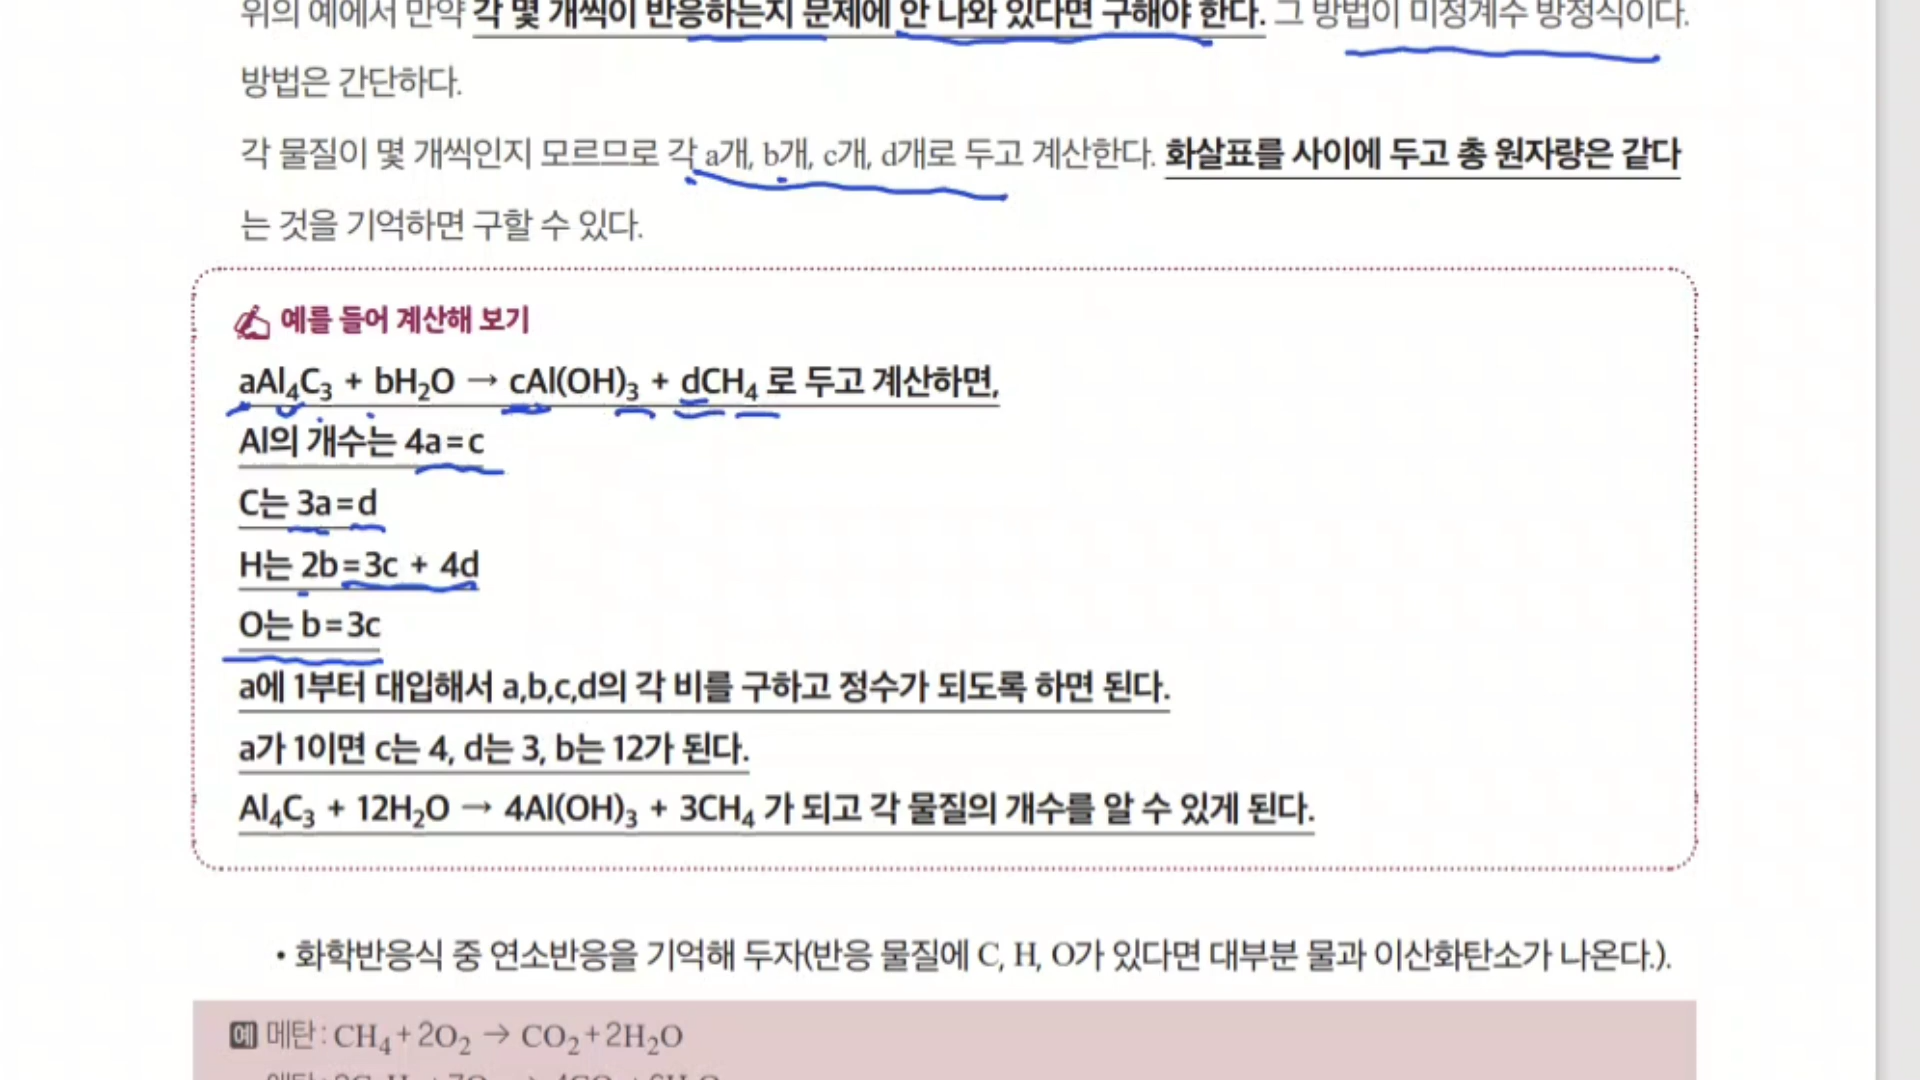 위의 예에서 만약 각 몇 개씩이 반응하는지 문제에 안 나와 있다면 구해야 한다. 그 방법이 미정계수 방정식이다.
방법은 간단하다.
각 물질이 몇 개씩인지 모르므로 각 a개, b개, c개, d개로 두고 계산한다. 화살표를 사이에 두고 총 원자량은 같다
는 것을 기억하면 구할 수 있다.
예를 들어 계산해 보기
aAl₄C₃ + bH₂O → cAl(OH)₃ + dCH₄ 로 두고 계산하면,
Al의 개수는 4a=c
C는 3a=d
H는 2b=3c + 4d
O는 b=3c
a에 1부터 대입해서 a,b,c,d의 각 비를 구하고 정수가 되도록 하면 된다.
a가 1이면 c는 4, d는 3, b는 12가 된다.
Al₄C₃ + 12H₂O → 4Al(OH)₃ + 3CH₄ 가 되고 각 물질의 개수를 알 수 있게 된다.
• 화학반응식 중 연소반응을 기억해 두자(반응 물질에 C, H, O가 있다면 대부분 물과 이산화탄소가 나온다.).
예 메탄 : CH₄+2O₂ → CO₂+2H₂O